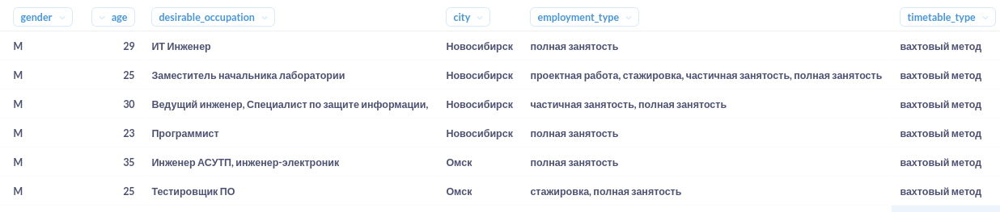 gender age desirable_occupation city employment_type timetable_type
М 29 ИТ Инженер Новосибирск полная занятость вахтовый метод
М 25 Заместитель начальника лаборатории Новосибирск проектная работа, стажировка, частичная занятость, полная занятость вахтовый метод
М 30 Ведущий инженер, Специалист по защите информации, Новосибирск частичная занятость, полная занятость вахтовый метод
М 23 Программист Новосибирск полная занятость вахтовый метод
М 35 Инженер АСУТП, инженер-электроник Омск полная занятость вахтовый метод
М 25 Тестировщик ПО Омск стажировка, полная занятость вахтовый метод